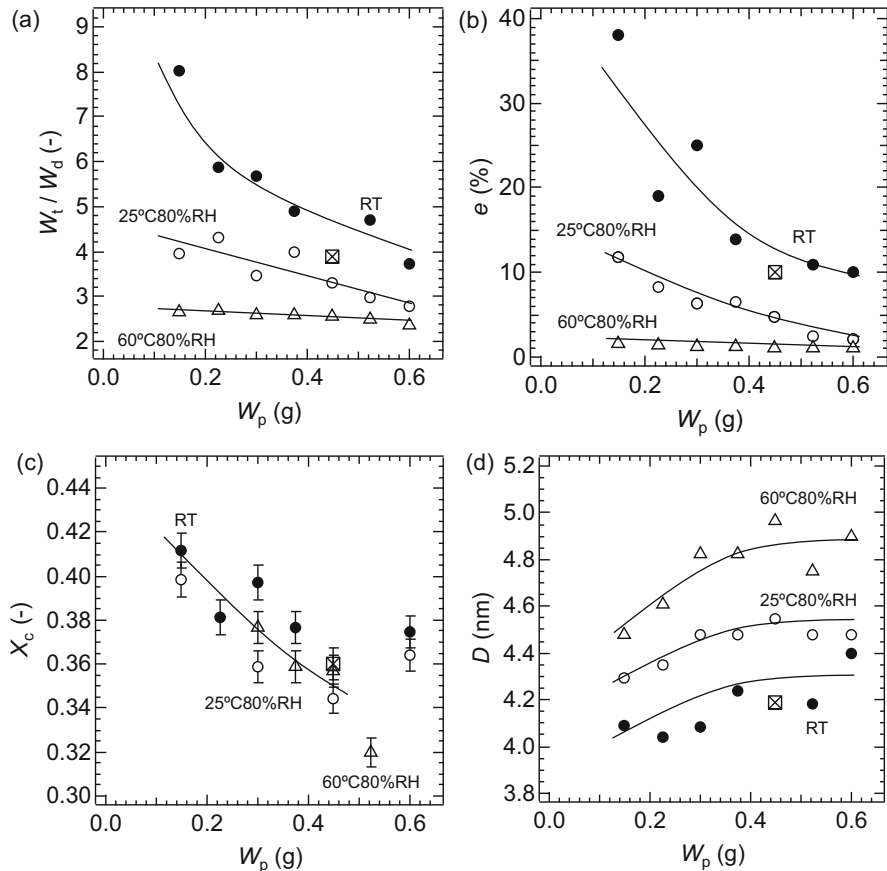 (a)
9
8
7
6
5
4
3
2
Wt / Wd (-)
RT
25ºC80%RH
60ºC80%RH
0.0 0.2 0.4 0.6
Wp (g)
(b)
40
30
20
10
0
e (%)
RT
25ºC80%RH
60ºC80%RH
0.0 0.2 0.4 0.6
Wp (g)
(c)
0.44
0.42
0.40
0.38
0.36
0.34
0.32
0.30
Xc (-)
RT
25ºC80%RH
60ºC80%RH
0.0 0.2 0.4 0.6
Wp (g)
(d)
5.2
5.0
4.8
4.6
4.4
4.2
4.0
3.8
D (nm)
60ºC80%RH
25ºC80%RH
RT
0.0 0.2 0.4 0.6
Wp (g)